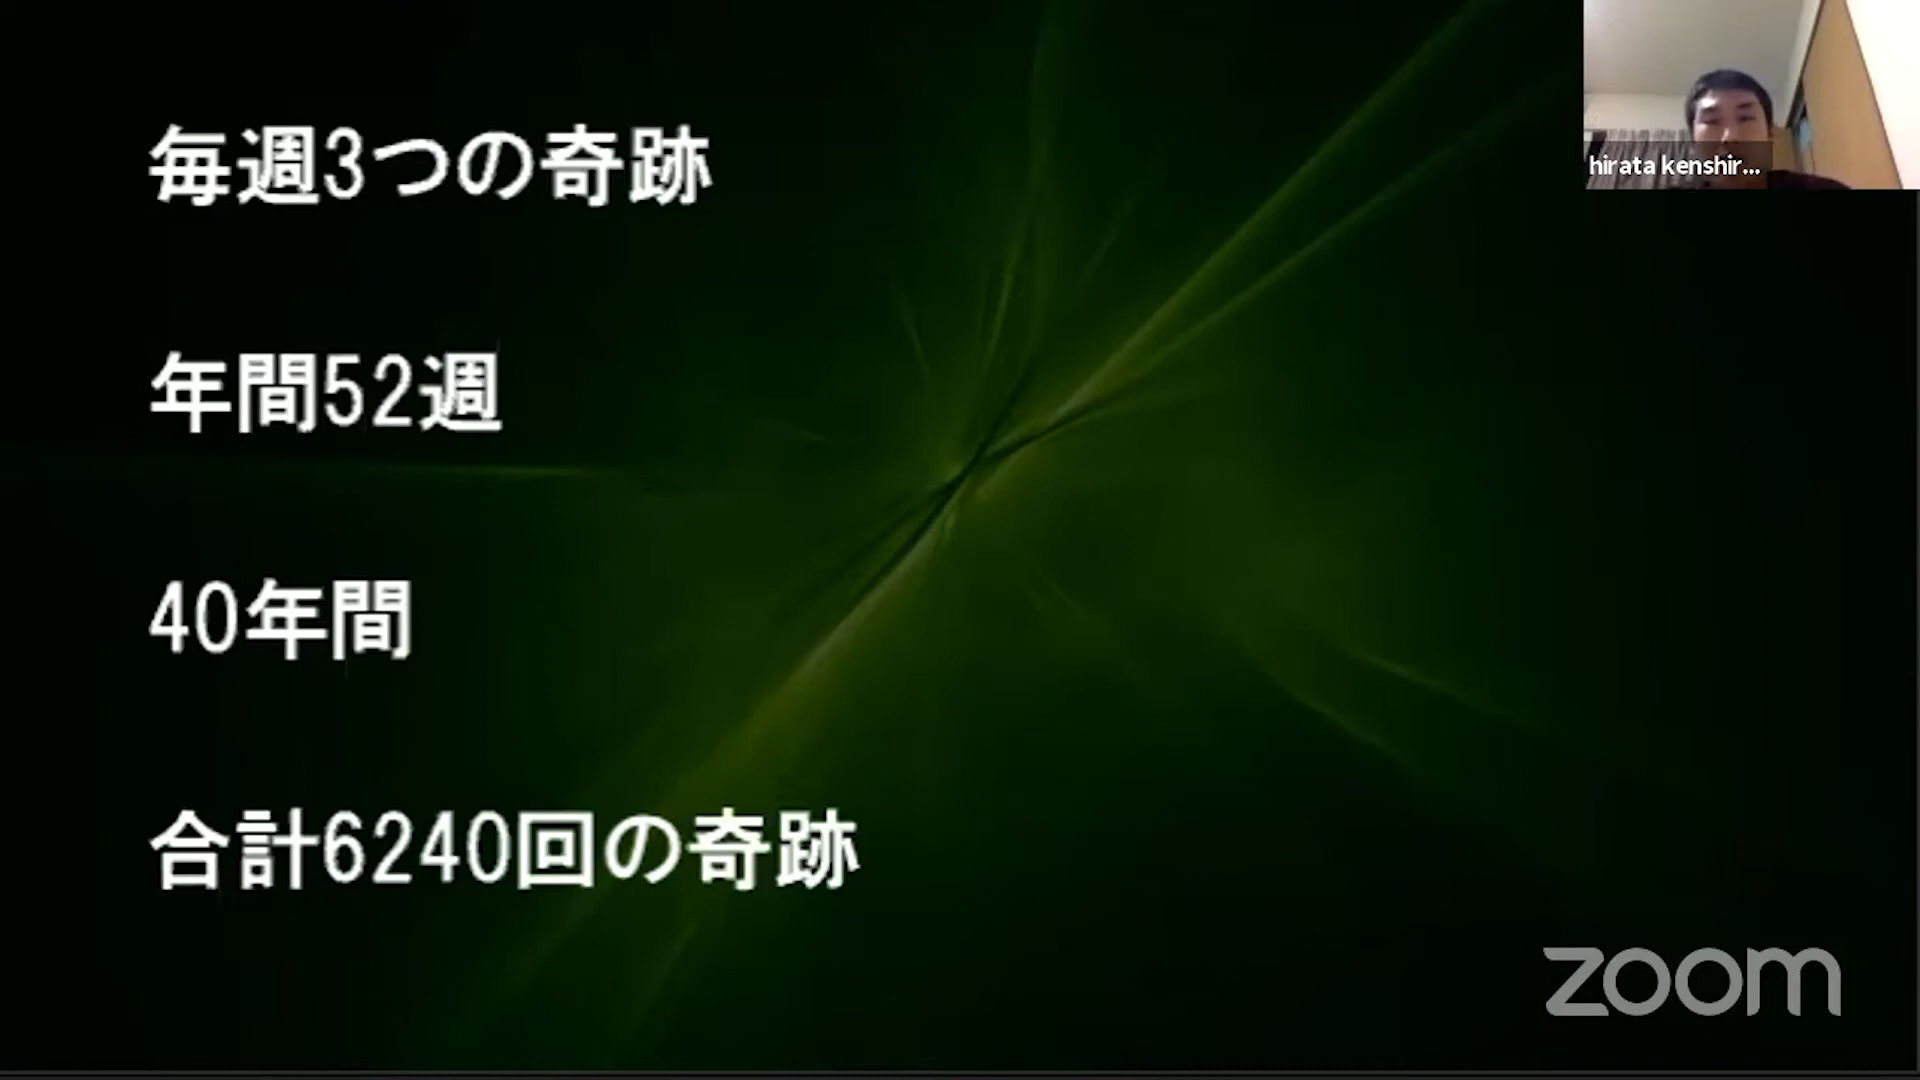 毎週3つの奇跡
hirata kenshir...
年間52週
40年間
合計6240回の奇跡
zoom